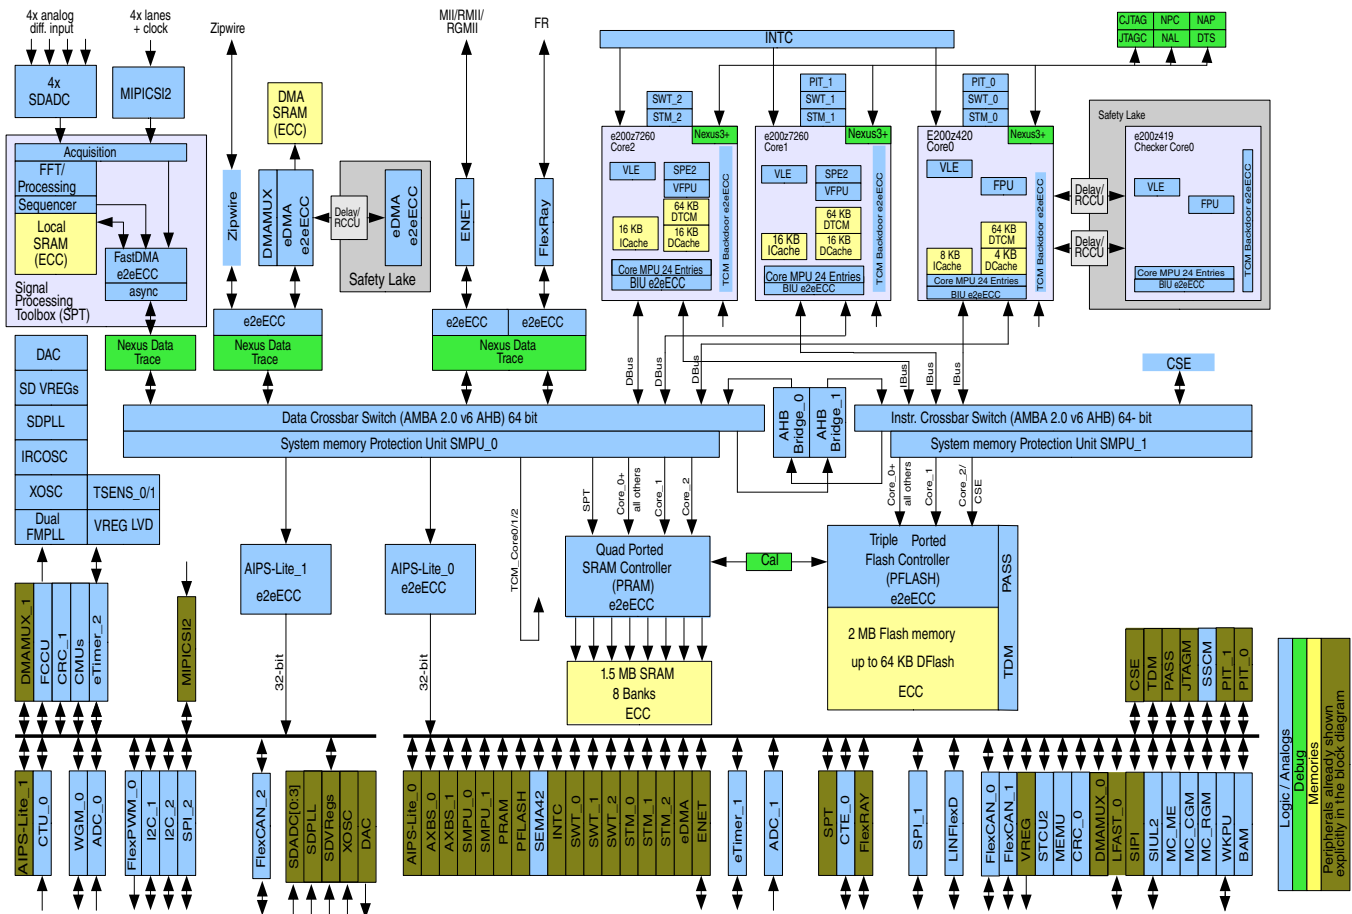 4x analog
diff. input
4x lanes
+ clock
Zipwire
MII/RMII/
RGMII
FR
INTC
CJTAG
NPC
NAP
JTAGC
NAL
DTS
4x
SDADC
MIPICSI2
DMA
SRAM
(ECC)
SWT_2
STM_2
PIT_1
SWT_1
STM_1
PIT_0
SWT_0
STM_0
Acquisition
FFT/
Processing
Sequencer
Local
SRAM
(ECC)
FastDMA
e2eECC
async
Signal
Processing
Toolbox (SPT)
Zipwire
DMAMUX
eDMA
e2eECC
Delay/
RCCU
eDMA
e2eECC
Safety Lake
ENET
FlexRay
e200z7260
Core2
Nexus3+
VLE
SPE2
VFPU
64 KB
DTCM
16 KB
ICache
16 KB
DCache
Core MPU 24 Entries
BIU e2eECC
TCM Backdoor e2eECC
e200z7260
Core1
Nexus3+
VLE
SPE2
VFPU
64 KB
DTCM
16 KB
ICache
16 KB
DCache
Core MPU 24 Entries
BIU e2eECC
TCM Backdoor e2eECC
E200z420
Core0
Nexus3+
VLE
FPU
64 KB
DTCM
8 KB
ICache
4 KB
DCache
Core MPU 24 Entries
BIU e2eECC
TCM Backdoor e2eECC
Delay/
RCCU
Delay/
RCCU
Safety Lake
e200z419
Checker Core0
VLE
FPU
Core MPU 24 Entries
BIU e2eECC
TCM Backdoor e2eECC
e2eECC
e2eECC
e2eECC
Nexus Data
Trace
Nexus Data
Trace
Nexus Data
Trace
DAC
SD VREGs
SDPLL
IRCOSC
XOSC
TSENS_0/1
Dual
FMPLL
VREG LVD
DBus
DBus
DBus
IBus
IBus
IBus
CSE
Data Crossbar Switch (AMBA 2.0 v6 AHB) 64 bit
System memory Protection Unit SMPU_0
AHB
Bridge_0
AHB
Bridge_1
Instr. Crossbar Switch (AMBA 2.0 v6 AHB) 64- bit
System memory Protection Unit SMPU_1
TCM_Core0/1/2
SPT
Core_0+
all others
Core_1
Core_2
Core_0+
all others
Core_1
Core_2/
CSE
AIPS-Lite_1
e2eECC
AIPS-Lite_0
e2eECC
Quad Ported
SRAM Controller
(PRAM)
e2eECC
Cal
Triple Ported
Flash Controller
(PFLASH)
e2eECC
PASS
TDM
2 MB Flash memory
up to 64 KB DFlash
ECC
1.5 MB SRAM
8 Banks
ECC
32-bit
32-bit
DMAMUX_1
FCCU
CRC_1
CMUs
eTimer_2
MIPICSI2
CSE
TDM
PASS
JTAGM
SSCM
PIT_1
PIT_0
AIPS-Lite_1
CTU_0
WGM_0
ADC_0
FlexPWM_0
I2C_1
I2C_2
SPI_2
FlexCAN_2
SDADC[0:3]
SDPLL
SDVRegs
XOSC
DAC
AIPS-Lite_0
AXBS_0
AXBS_1
SMPU_0
SMPU_1
PRAM
PFLASH
SEMA42
INTC
SWT_0
SWT_1
SWT_2
STM_0
STM_1
STM_2
eDMA
ENET
eTimer_1
ADC_1
SPT
CTE_0
FlexRAY
SPI_1
LINFlexD
FlexCAN_0
FlexCAN_1
VREG
STCU2
MEMU
CRC_0
DMAMUX_0
LFAST_0
SIPI
SIUL2
MC_ME
MC_CGM
MC_RGM
WKPU
BAM
Logic / Analogs
Debug
Memories
Peripherals already shown
explicitly in the block diagram